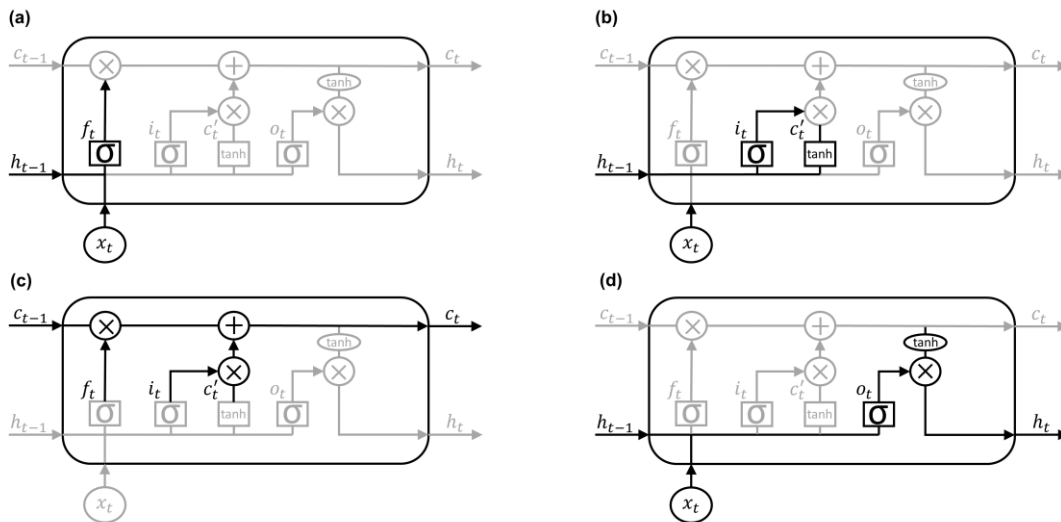 (a) (b)
c_{t-1} × + c_t c_{t-1} × + c_t
tanh tanh
× × × ×
f_t i_t c'_t o_t f_t i_t c'_t o_t
σ σ tanh σ σ σ tanh σ
h_{t-1} h_t h_{t-1} h_t
x_t x_t
(c) (d)
c_{t-1} × + c_t c_{t-1} × + c_t
tanh tanh
× × × ×
f_t i_t c'_t o_t f_t i_t c'_t o_t
σ σ tanh σ σ σ tanh σ
h_{t-1} h_t h_{t-1} h_t
x_t x_t